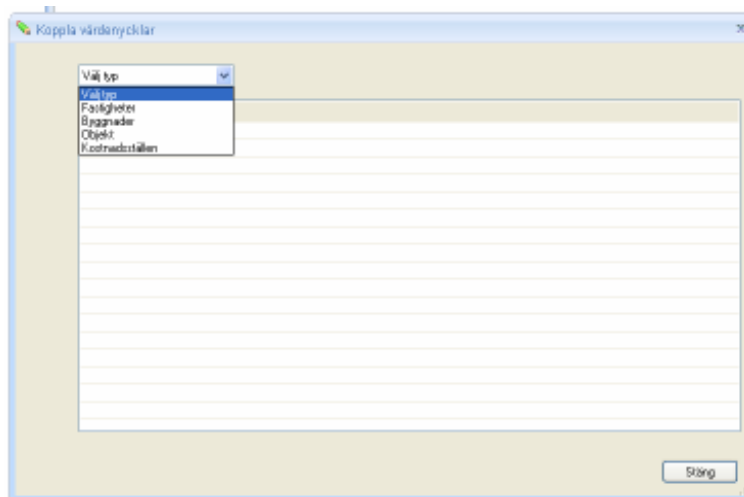 Koppla värdenycklar
Välj typ
Välj typ
Fastigheter
Byggnader
Objekt
Kostnadsställen
Stäng